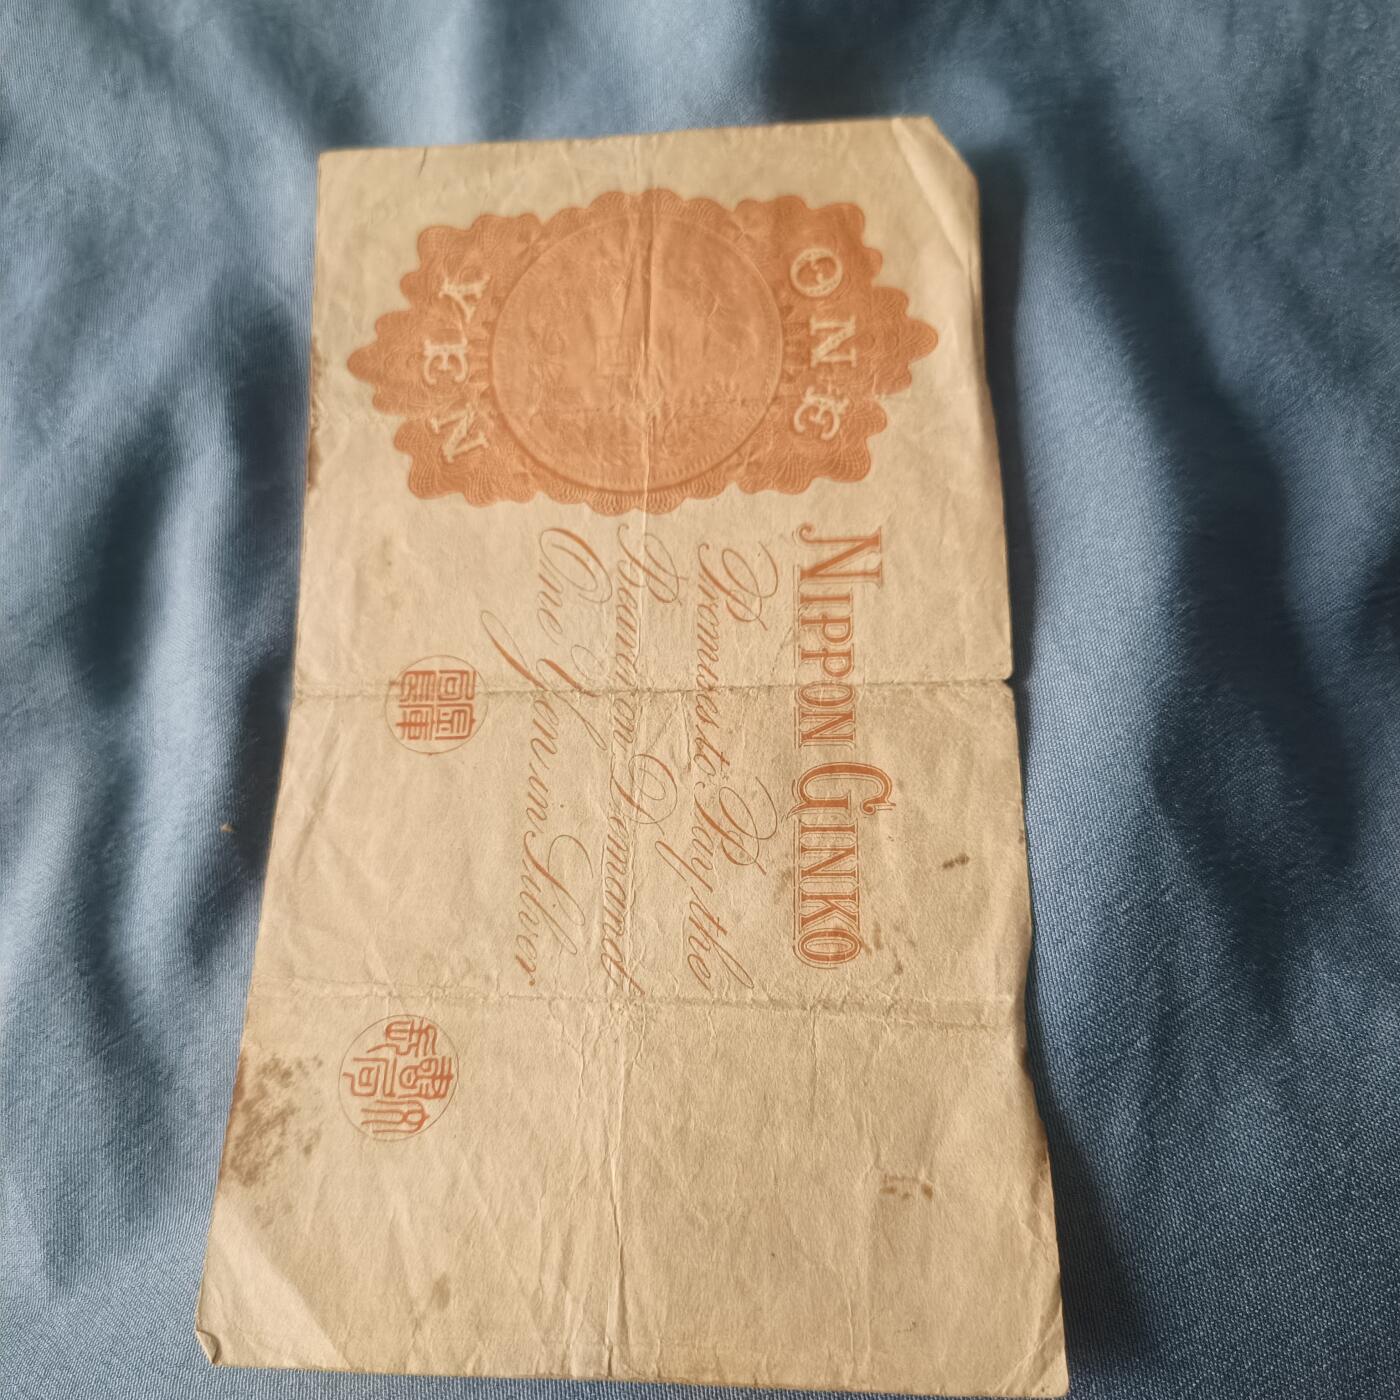 ONE
YEN
NIPPON GINKO
Promises to Pay the
Bearer on Demand
One Yen in Silver